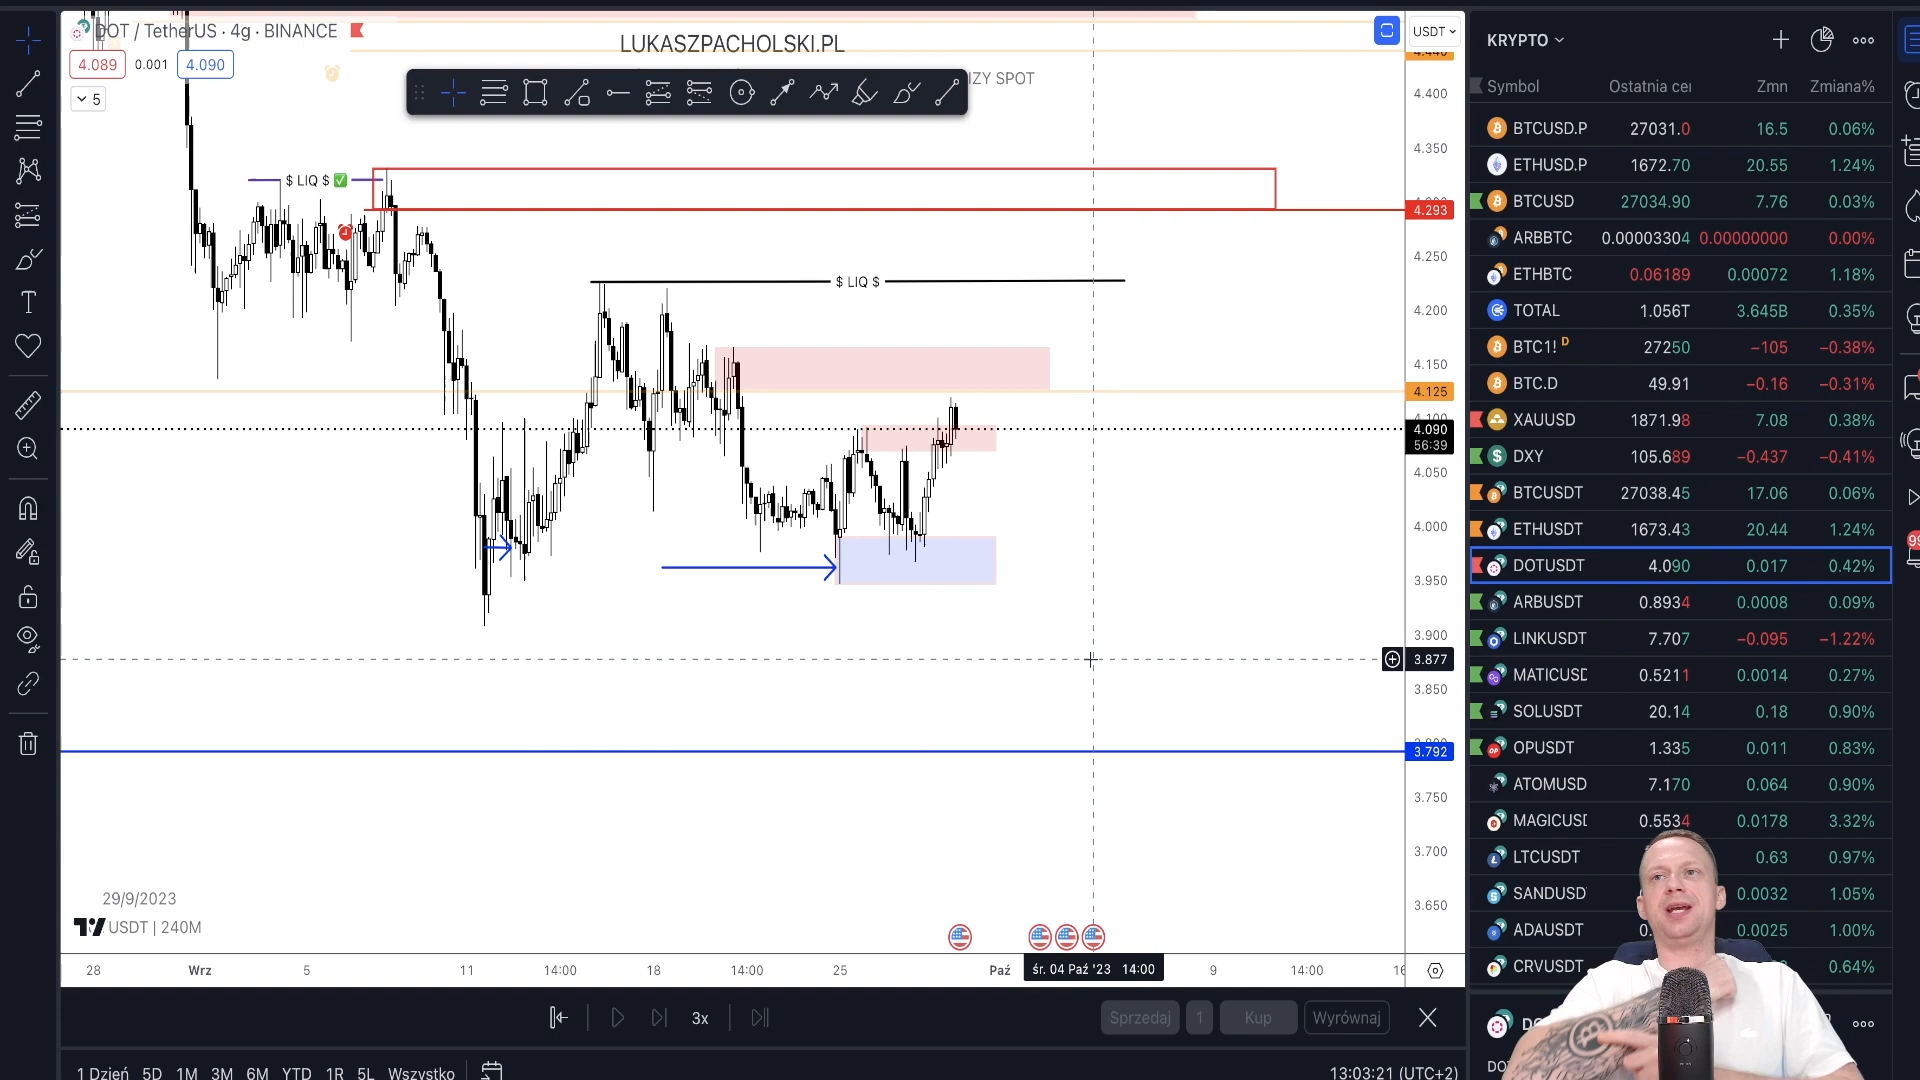 DOT / TetherUS · 4g · BINANCE
LUKASZPACHOLSKI.PL
4.089 0.001 4.090
5
IZY SPOT
$ LIQ $ ✅
$ LIQ $
USDT
4.440
4.400
4.350
4.293
4.250
4.200
4.150
4.125
4.100
4.090
56:39
4.050
4.000
3.950
3.900
3.877
3.850
3.792
3.750
3.700
3.650
29/9/2023
USDT | 240M
28 Wrz 5 11 14:00 18 14:00 25 Paź śr. 04 Paź '23 14:00 9 14:00 16
3x
Sprzedaj 1 Kup Wyrównaj
1 Dzień 5D 1M 3M 6M YTD 1R 5L Wszystko
13:03:21 (UTC+2)
KRYPTO
Symbol Ostatnia cei Zmn Zmiana%
BTCUSD.P 27031.0 16.5 0.06%
ETHUSD.P 1672.70 20.55 1.24%
BTCUSD 27034.90 7.76 0.03%
ARBBTC 0.00003304 0.00000000 0.00%
ETHBTC 0.06189 0.00072 1.18%
TOTAL 1.056T 3.645B 0.35%
BTC1! D 27250 −105 −0.38%
BTC.D 49.91 −0.16 −0.31%
XAUUSD 1871.98 7.08 0.38%
DXY 105.689 −0.437 −0.41%
BTCUSDT 27038.45 17.06 0.06%
ETHUSDT 1673.43 20.44 1.24%
DOTUSDT 4.090 0.017 0.42%
ARBUSDT 0.8934 0.0008 0.09%
LINKUSDT 7.707 −0.095 −1.22%
MATICUSD 0.5211 0.0014 0.27%
SOLUSDT 20.14 0.18 0.90%
OPUSDT 1.335 0.011 0.83%
ATOMUSD 7.170 0.064 0.90%
MAGICUSD 0.5534 0.0178 3.32%
LTCUSDT 0.63 0.97%
SANDUSD 0.0032 1.05%
ADAUSDT 0. 0.0025 1.00%
CRVUSDT 0.64%
99